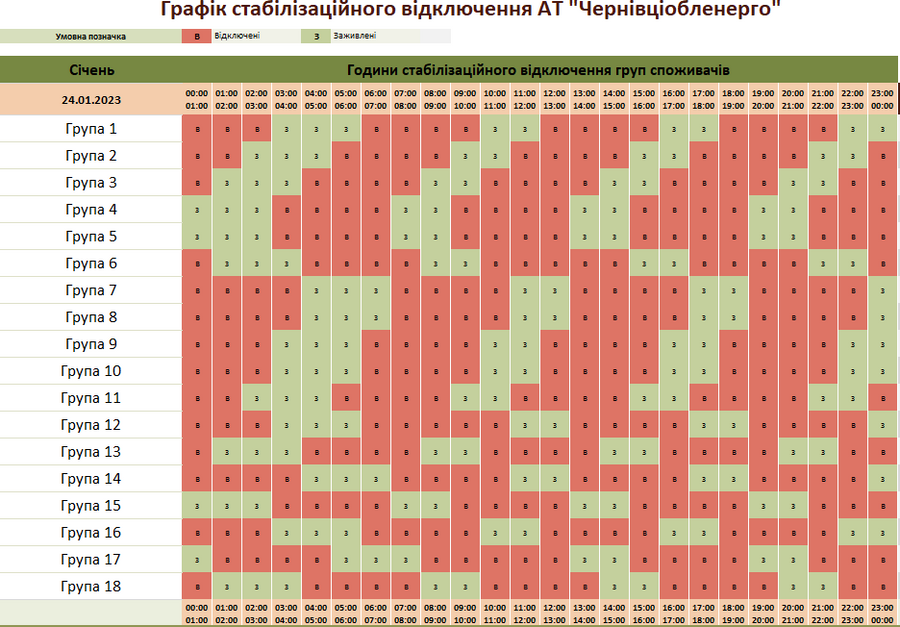 Графік стабілізаційного відключення АТ "Чернівціобленерго"
Умовна позначка В Відключені З Заживлені
Січень Години стабілізаційного відключення груп споживачів
24.01.2023 00:00 01:00 02:00 03:00 04:00 05:00 06:00 07:00 08:00 09:00 10:00 11:00 12:00 13:00 14:00 15:00 16:00 17:00 18:00 19:00 20:00 21:00 22:00 23:00
01:00 02:00 03:00 04:00 05:00 06:00 07:00 08:00 09:00 10:00 11:00 12:00 13:00 14:00 15:00 16:00 17:00 18:00 19:00 20:00 21:00 22:00 23:00 00:00
Група 1 В В В З З З В В В В З З В В В В З З В В В В З З
Група 2 В В З З З В В В В З З В В В В З З В В В В З З В
Група 3 В З З З В В В В З З В В В В З З В В В В З З В В
Група 4 З З З В В В В З З В В В В З З В В В В З З В В В
Група 5 З З З В В В В З З В В В В З З В В В В З З В В В
Група 6 В З З З В В В В З З В В В В В З З В В В В З З В
Група 7 В В В В З З З В В В В З З В В В В З З В В В В З
Група 8 В В В В З З З В В В В З З В В В В З З В В В В З
Група 9 В В В З З З В В В В З З В В В В З З В В В В З З
Група 10 В В В З З З В В В В З З В В В В З З В В В В З З
Група 11 В В З З З В В В В З З В В В В З З В В В В З З В
Група 12 В В В З З З В В В В В З З В В В В З З В В В В З
Група 13 В З З З В В В В З З В В В В З З В В В В З З В В
Група 14 В В В В З З З В В В В З З В В В В З З В В В В З
Група 15 З З З В В В В З З В В В В З З В В В В З З В В В
Група 16 В В В З З З В В В В З З В В В В З З В В В В З З
Група 17 З В В В В З З З В В В В В З З В В В В З З В В В
Група 18 В З З З В В В В З З В В В В З З В В В В З З В В
00:00 01:00 02:00 03:00 04:00 05:00 06:00 07:00 08:00 09:00 10:00 11:00 12:00 13:00 14:00 15:00 16:00 17:00 18:00 19:00 20:00 21:00 22:00 23:00
01:00 02:00 03:00 04:00 05:00 06:00 07:00 08:00 09:00 10:00 11:00 12:00 13:00 14:00 15:00 16:00 17:00 18:00 19:00 20:00 21:00 22:00 23:00 00:00